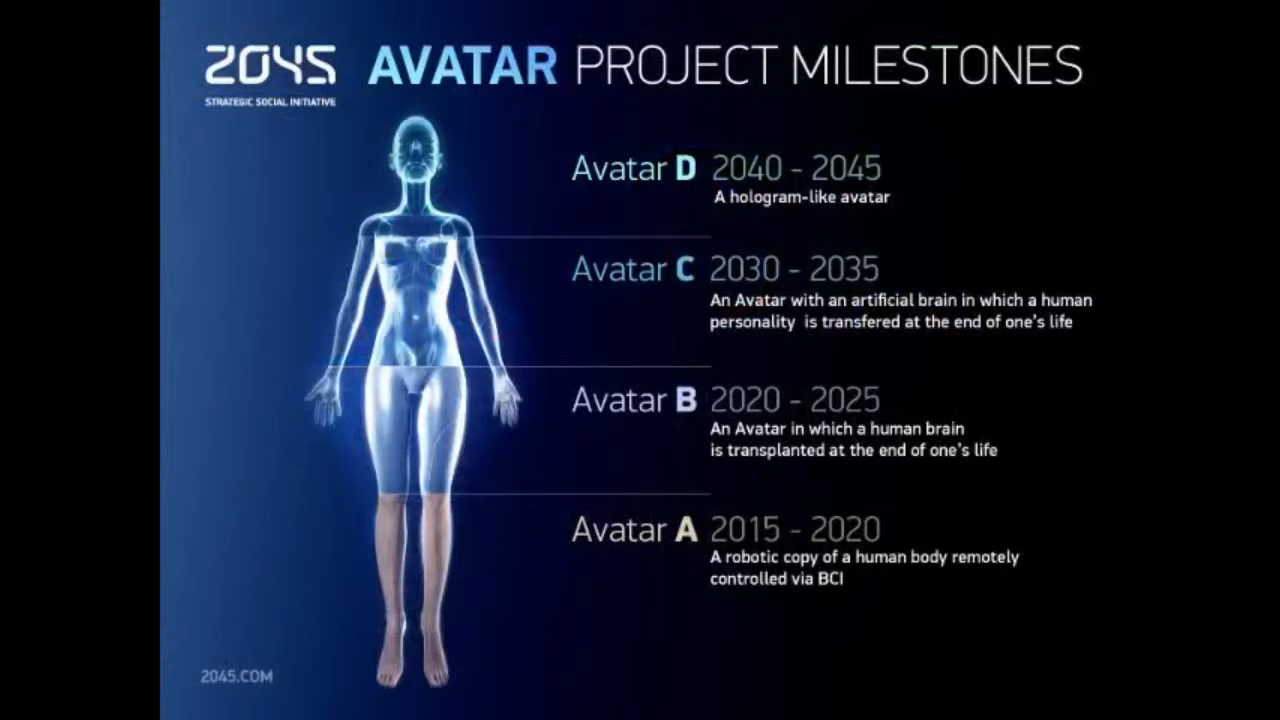 2045 AVATAR PROJECT MILESTONES
STRATEGIC SOCIAL INITIATIVE
Avatar D 2040 - 2045
A hologram-like avatar
Avatar C 2030 - 2035
An Avatar with an artificial brain in which a human
personality is transfered at the end of one's life
Avatar B 2020 - 2025
An Avatar in which a human brain
is transplanted at the end of one's life
Avatar A 2015 - 2020
A robotic copy of a human body remotely
controlled via BCI
2045.COM